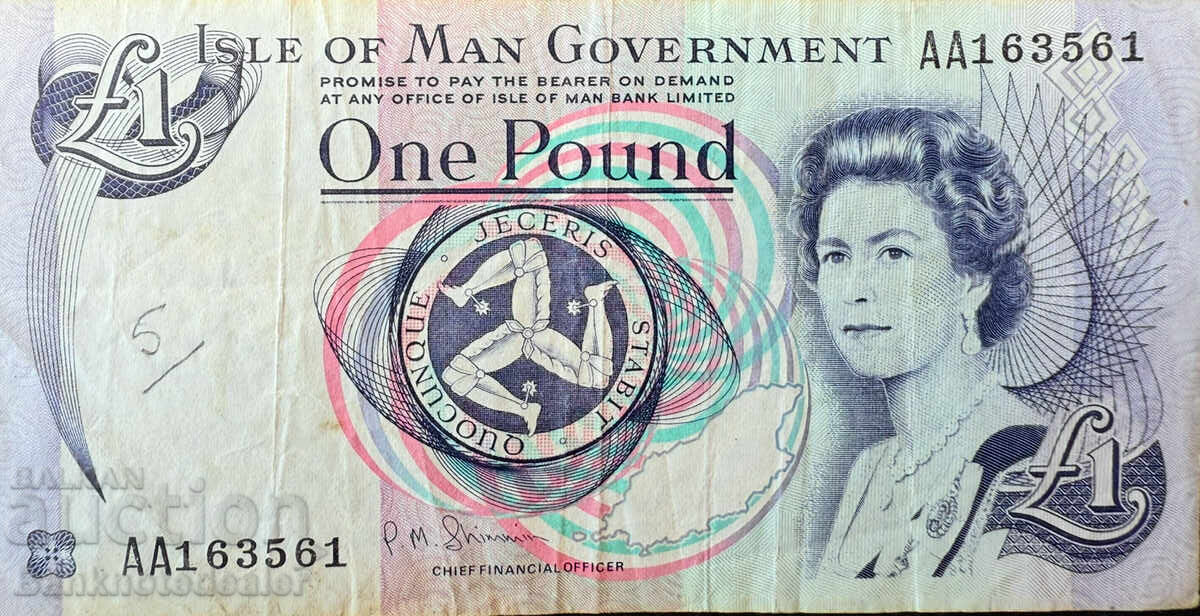 £1 ISLE OF MAN GOVERNMENT AA163561
PROMISE TO PAY THE BEARER ON DEMAND
AT ANY OFFICE OF ISLE OF MAN BANK LIMITED
ONE POUND
QUOCUNQUE · JECERIS · STABIT ·
5/
£1
P. M. Shimmin
AA163561
CHIEF FINANCIAL OFFICER
BALKAN
auction
Banknotedealer